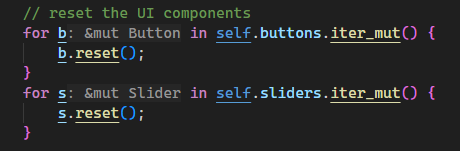 // reset the UI components
for b: &mut Button in self.buttons.iter_mut() {
    b.reset();
}
for s: &mut Slider in self.sliders.iter_mut() {
    s.reset();
}